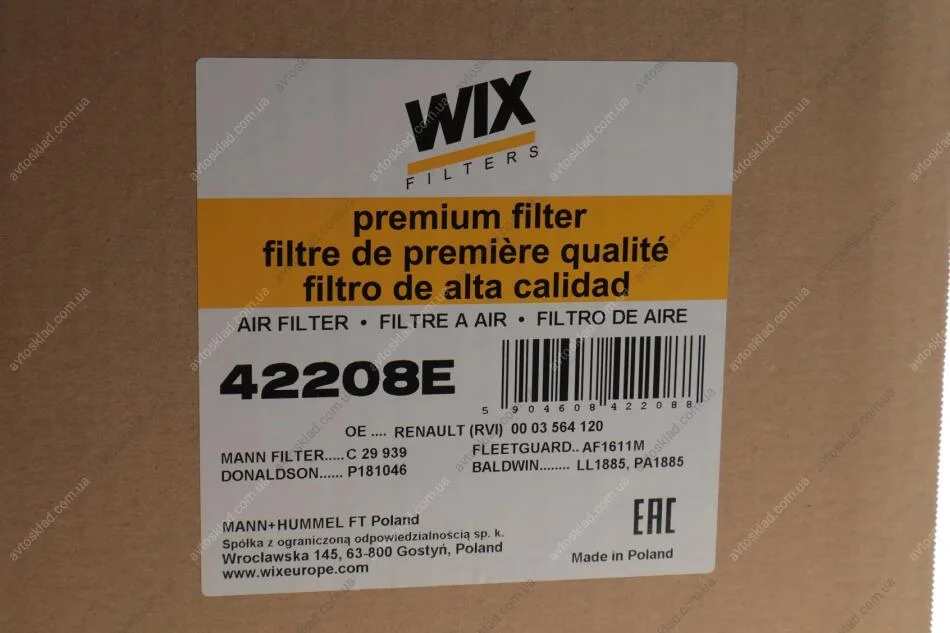 WIX
FILTERS
premium filter
filtre de première qualité
filtro de alta calidad
AIR FILTER • FILTRE A AIR • FILTRO DE AIRE
42208E
5 904608 422088
OE .... RENAULT (RVI) 00 03 564 120
MANN FILTER.....C 29 939 FLEETGUARD.. AF1611M
DONALDSON...... P181046 BALDWIN........ LL1885, PA1885
MANN+HUMMEL FT Poland
Spółka z ograniczoną odpowiedzialnością sp. k.
Wrocławska 145, 63-800 Gostyń, Poland
www.wixeurope.com
EAC
Made in Poland
avtosklad.com.ua